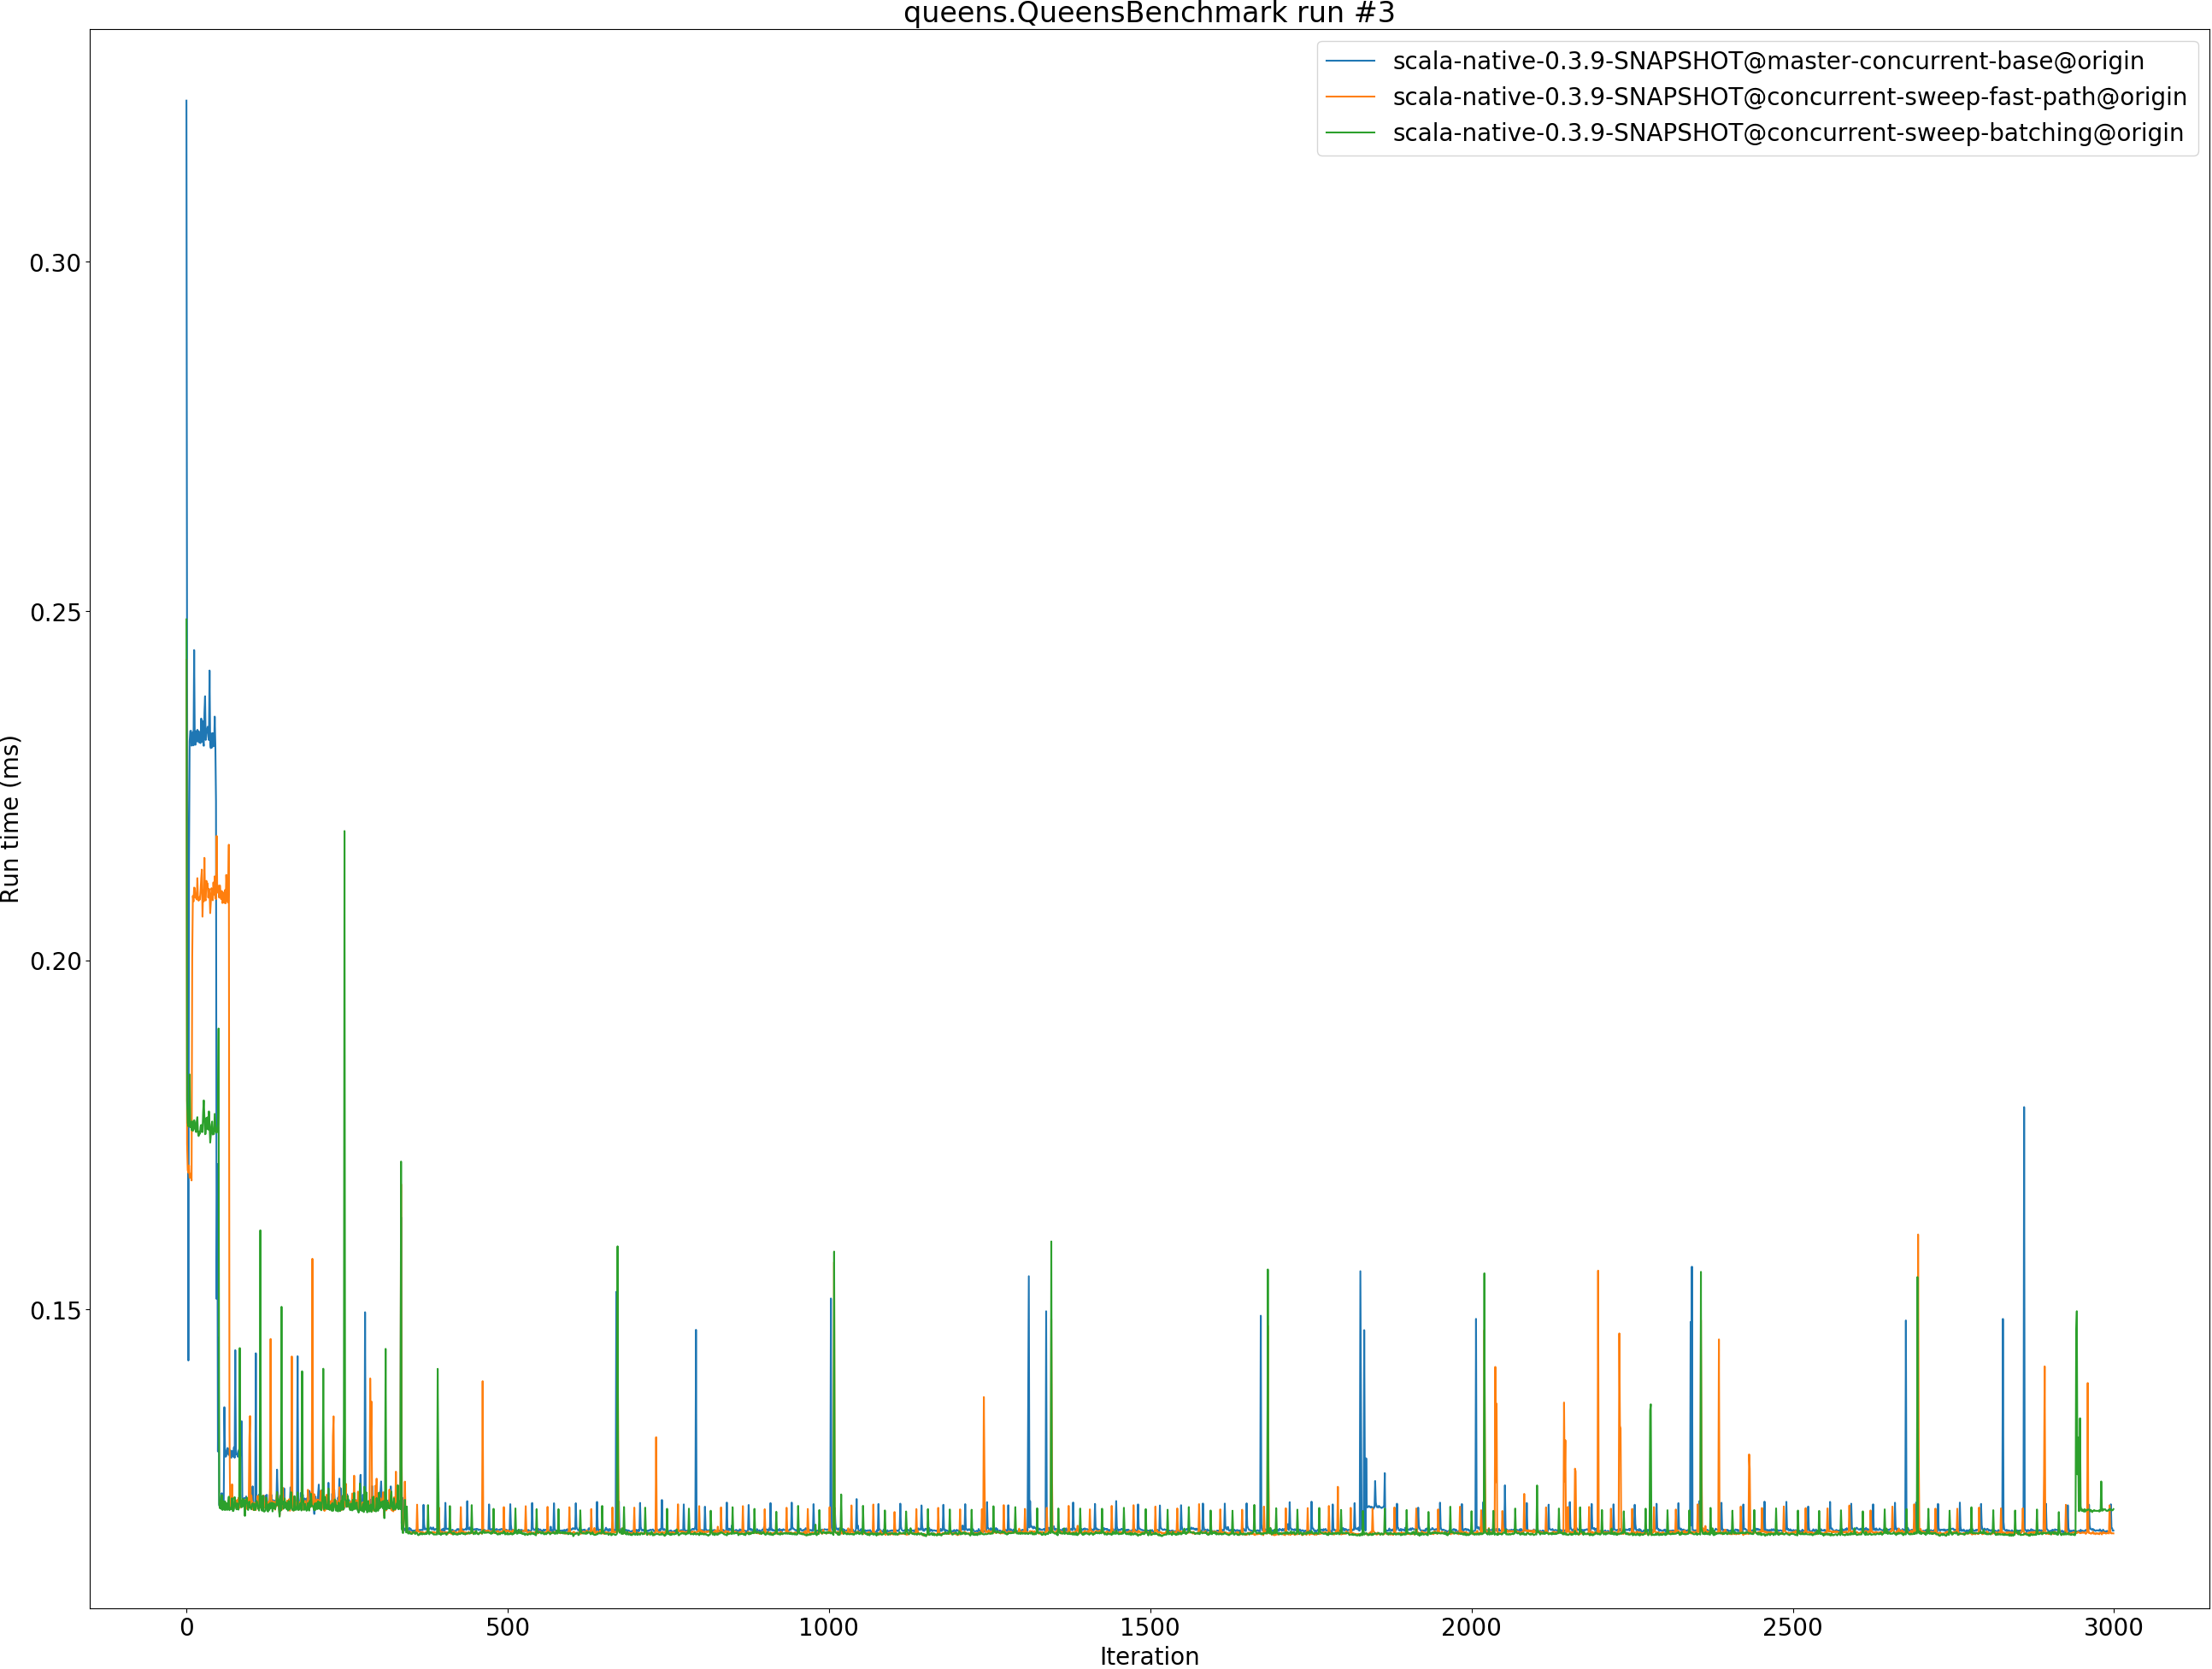 queens.QueensBenchmark run #3
scala-native-0.3.9-SNAPSHOT@master-concurrent-base@origin
scala-native-0.3.9-SNAPSHOT@concurrent-sweep-fast-path@origin
scala-native-0.3.9-SNAPSHOT@concurrent-sweep-batching@origin
0.30
0.25
0.20
0.15
Run time (ms)
0 500 1000 1500 2000 2500 3000
Iteration